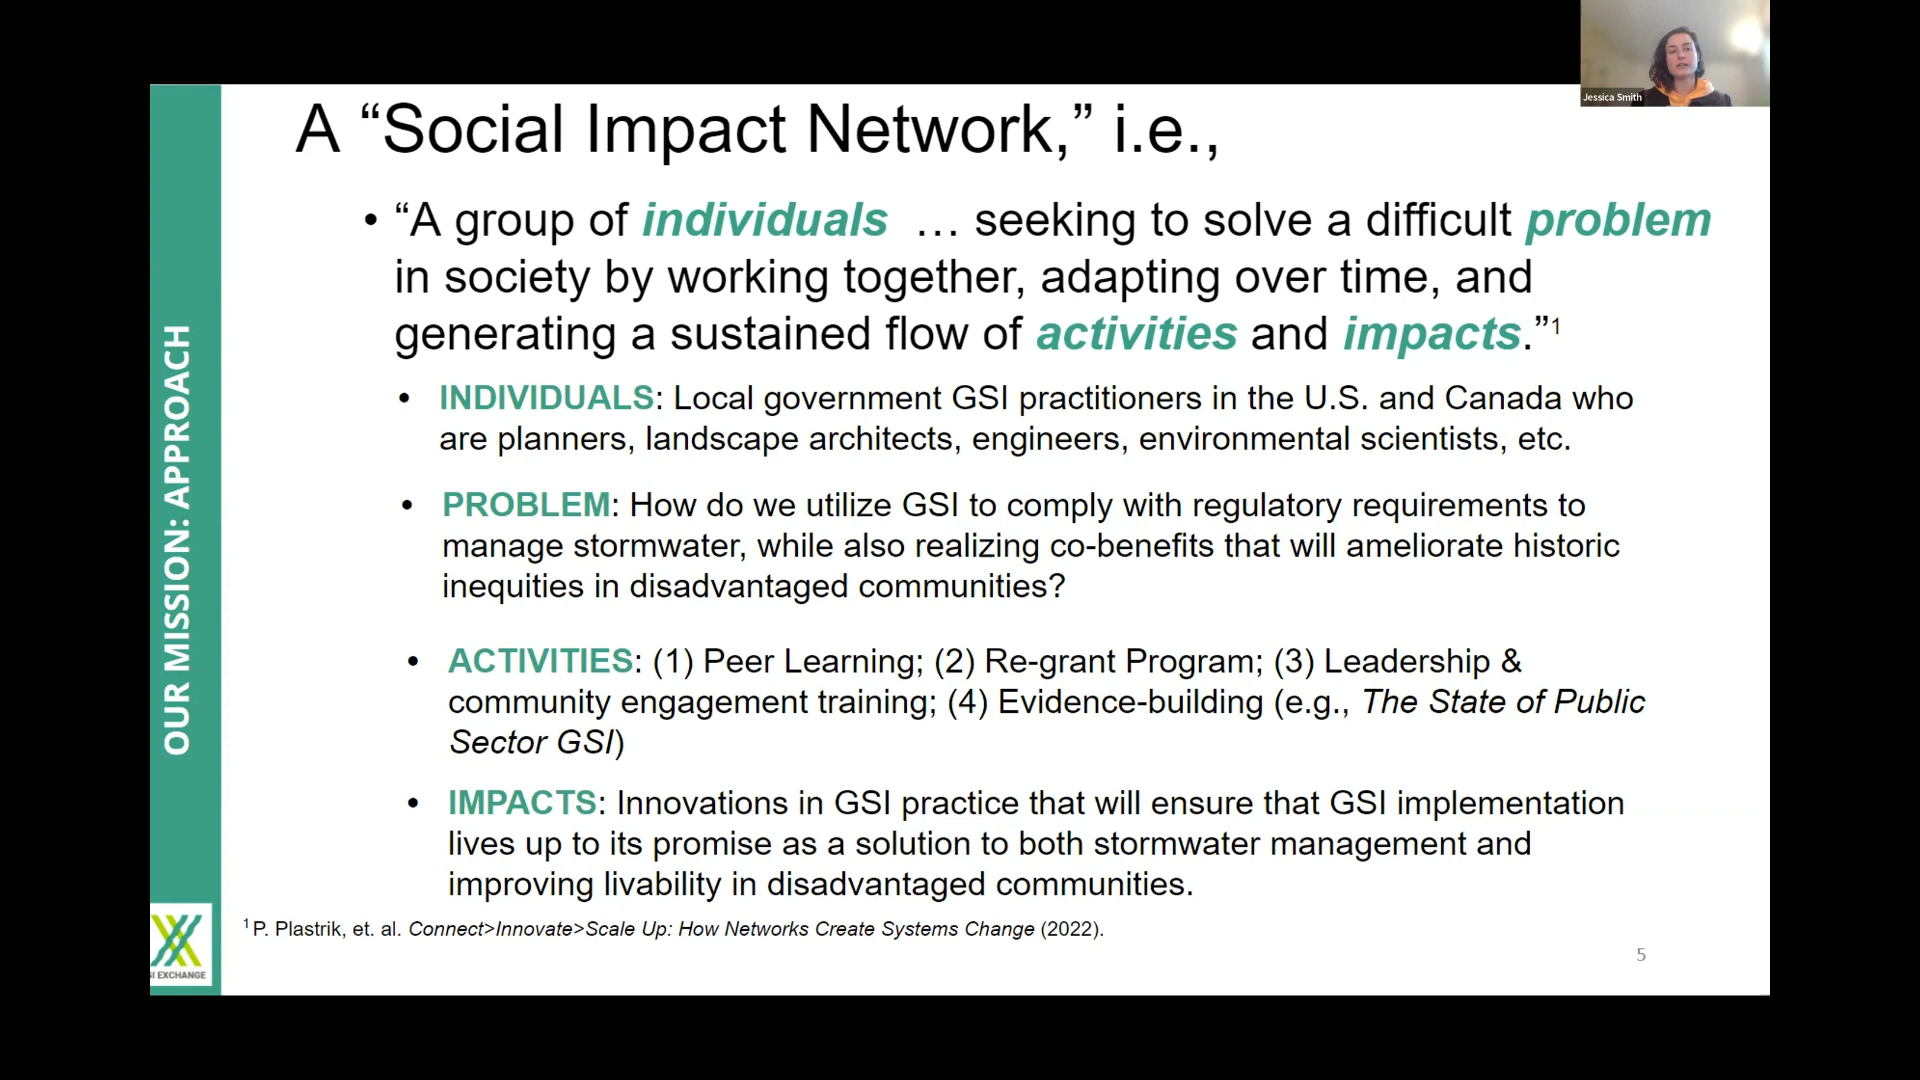 Jessica Smith
A “Social Impact Network,” i.e.,
• “A group of individuals … seeking to solve a difficult problem
in society by working together, adapting over time, and
generating a sustained flow of activities and impacts.”1
• INDIVIDUALS: Local government GSI practitioners in the U.S. and Canada who
are planners, landscape architects, engineers, environmental scientists, etc.
• PROBLEM: How do we utilize GSI to comply with regulatory requirements to
manage stormwater, while also realizing co-benefits that will ameliorate historic
inequities in disadvantaged communities?
• ACTIVITIES: (1) Peer Learning; (2) Re-grant Program; (3) Leadership &
community engagement training; (4) Evidence-building (e.g., The State of Public
Sector GSI)
• IMPACTS: Innovations in GSI practice that will ensure that GSI implementation
lives up to its promise as a solution to both stormwater management and
improving livability in disadvantaged communities.
1 P. Plastrik, et. al. Connect>Innovate>Scale Up: How Networks Create Systems Change (2022).
5
OUR MISSION: APPROACH
SI EXCHANGE